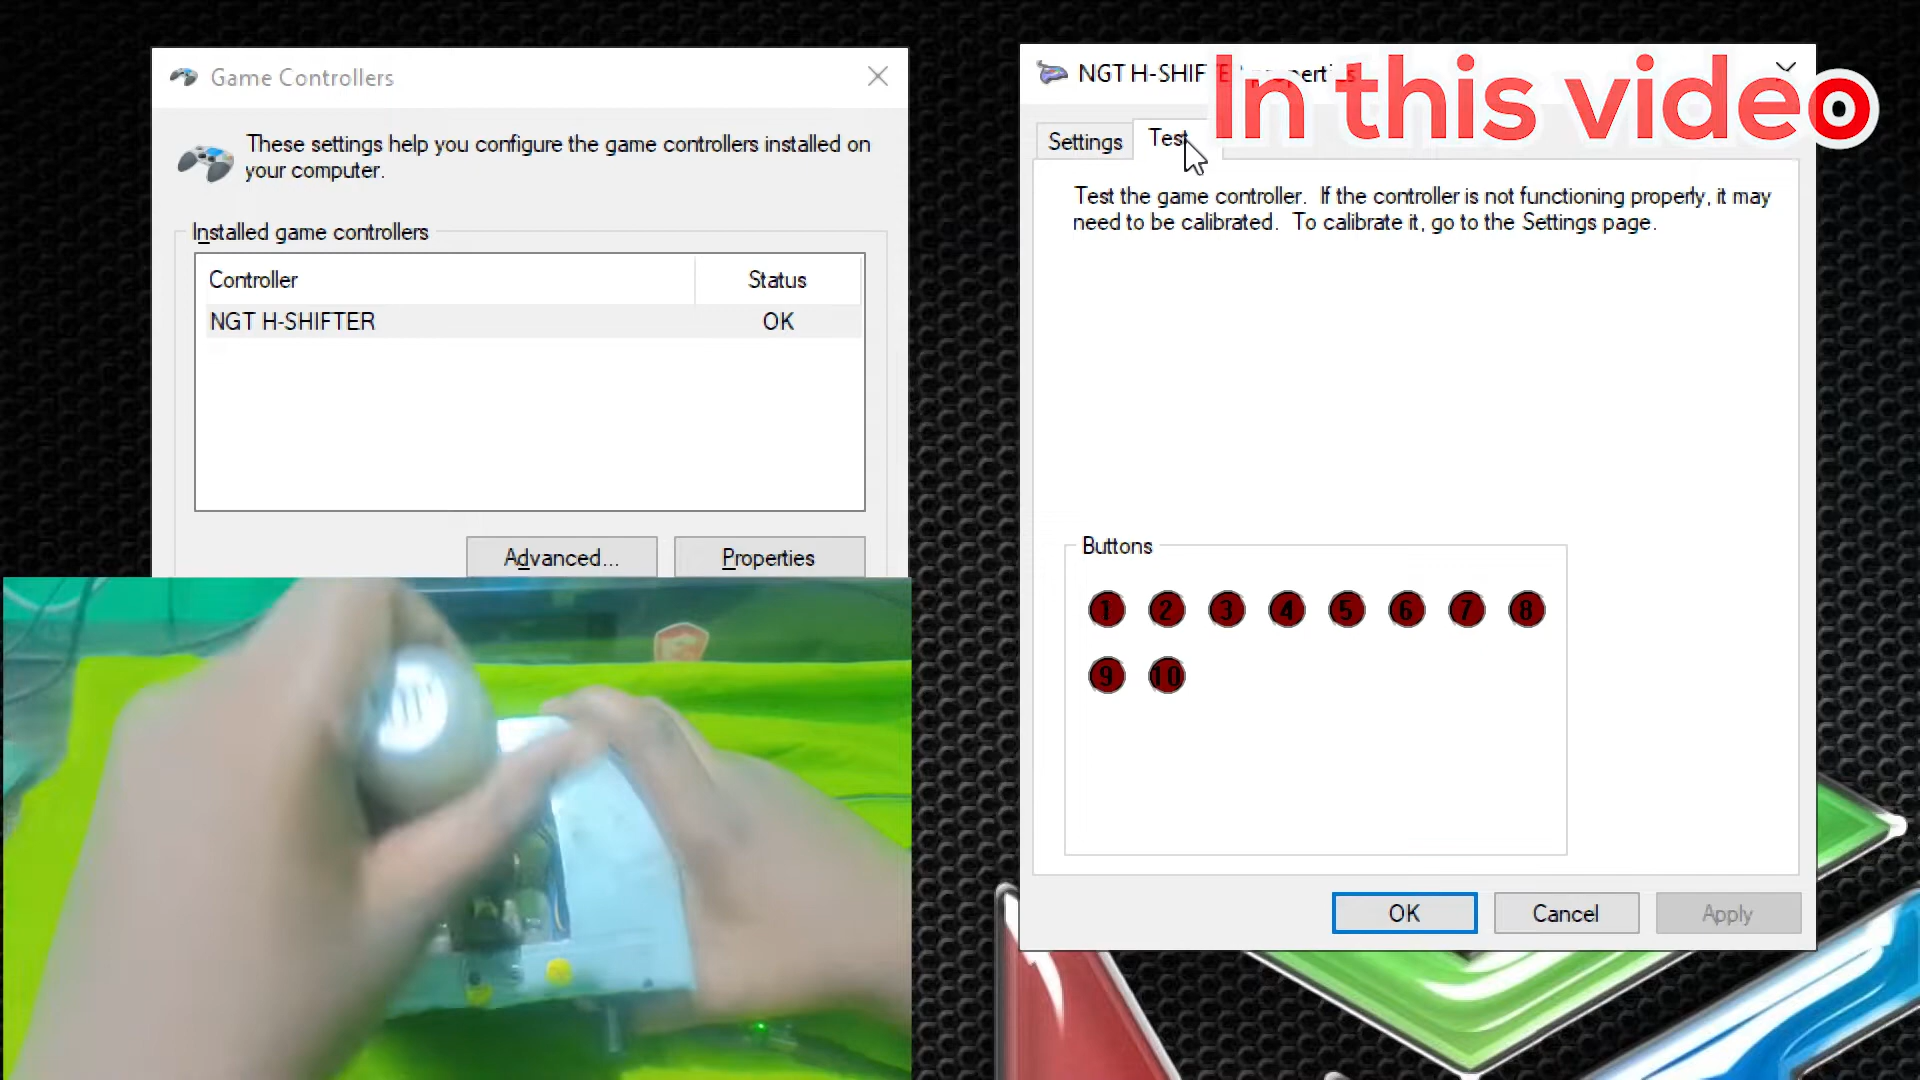 Game Controllers
These settings help you configure the game controllers installed on
your computer.
Installed game controllers
Controller
Status
NGT H-SHIFTER
OK
Advanced...
Properties
NGT H-SHIFTER properties
In this video
Settings
Test
Test the game controller.  If the controller is not functioning properly, it may
need to be calibrated.  To calibrate it, go to the Settings page.
Buttons
1 2 3 4 5 6 7 8
9 10
OK
Cancel
Apply